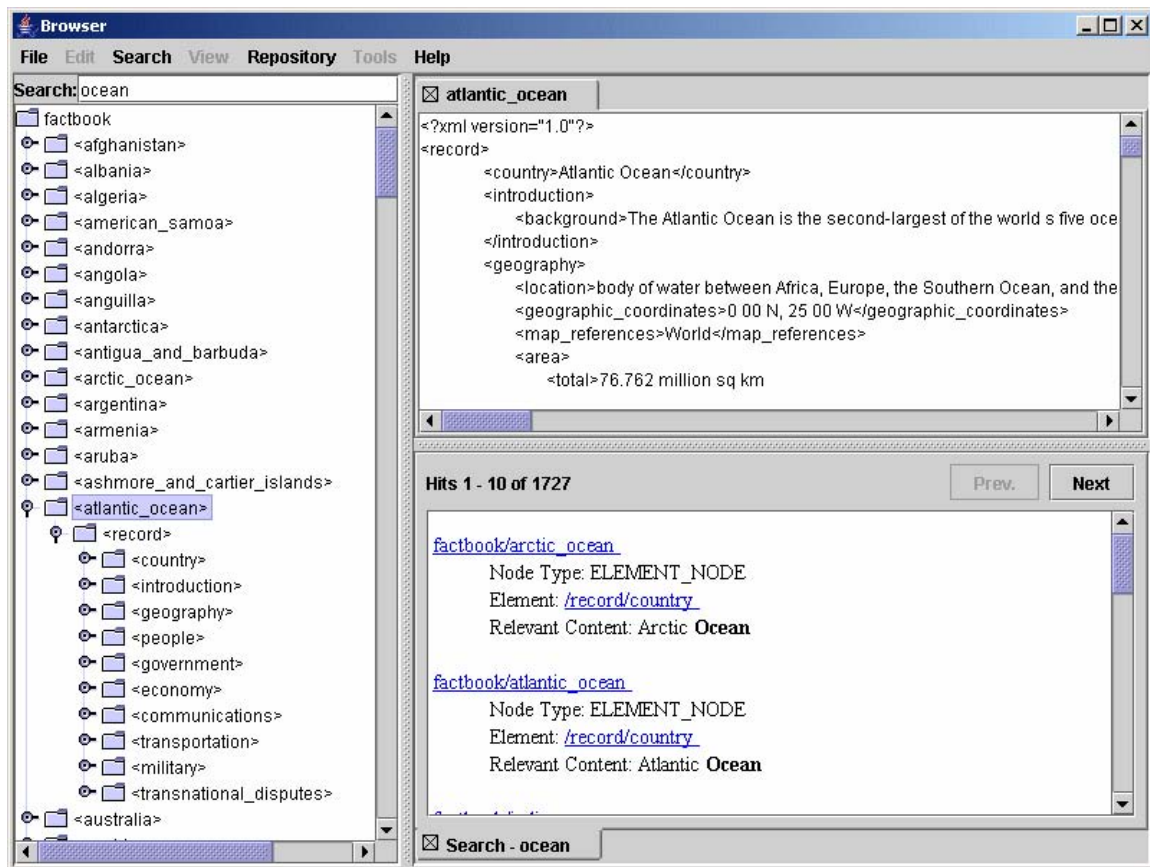 Browser
File Edit Search View Repository Tools Help
Search: ocean
factbook
<afghanistan>
<albania>
<algeria>
<american_samoa>
<andorra>
<angola>
<anguilla>
<antarctica>
<antigua_and_barbuda>
<arctic_ocean>
<argentina>
<armenia>
<aruba>
<ashmore_and_cartier_islands>
<atlantic_ocean>
<record>
<country>
<introduction>
<geography>
<people>
<government>
<economy>
<communications>
<transportation>
<military>
<transnational_disputes>
<australia>
atlantic_ocean
<?xml version="1.0"?>
<record>
<country>Atlantic Ocean</country>
<introduction>
<background>The Atlantic Ocean is the second-largest of the world s five oce
</introduction>
<geography>
<location>body of water between Africa, Europe, the Southern Ocean, and the
<geographic_coordinates>0 00 N, 25 00 W</geographic_coordinates>
<map_references>World</map_references>
<area>
<total>76.762 million sq km
Hits 1 - 10 of 1727
Prev. Next
factbook/arctic_ocean
Node Type: ELEMENT_NODE
Element: /record/country
Relevant Content: Arctic Ocean
factbook/atlantic_ocean
Node Type: ELEMENT_NODE
Element: /record/country
Relevant Content: Atlantic Ocean
Search - ocean